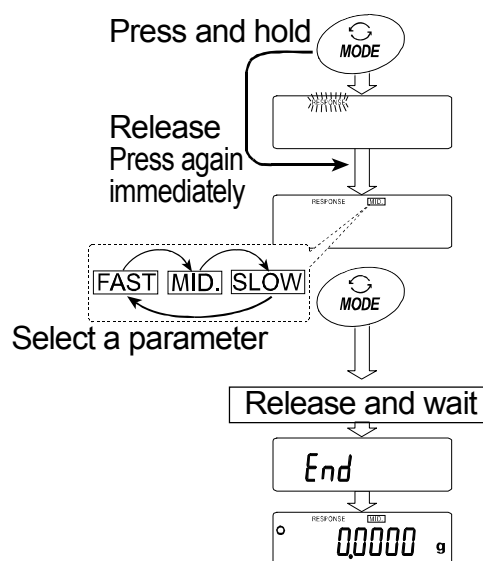 Press and hold
MODE
RESPONSE
Release
Press again
immediately
RESPONSE MID.
FAST MID. SLOW
MODE
Select a parameter
Release and wait
End
RESPONSE MID.
0.0000 g